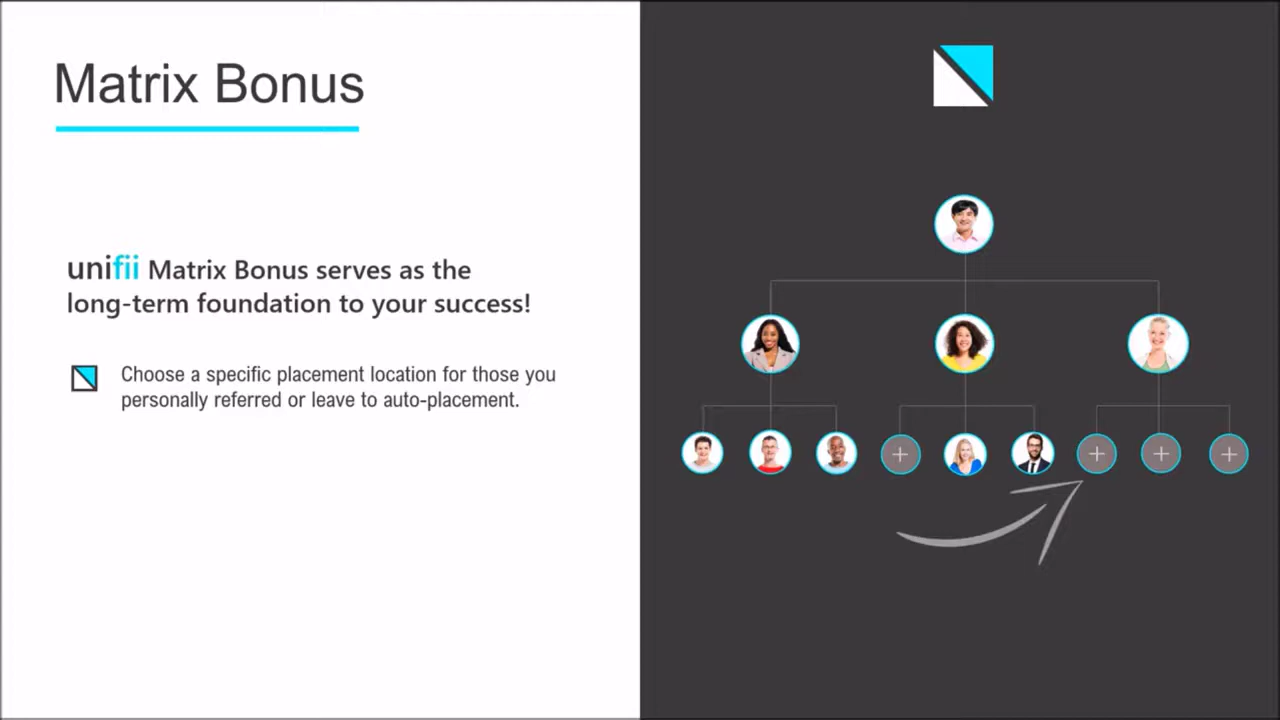 Matrix Bonus
unifii Matrix Bonus serves as the
long-term foundation to your success!
Choose a specific placement location for those you
personally referred or leave to auto-placement.